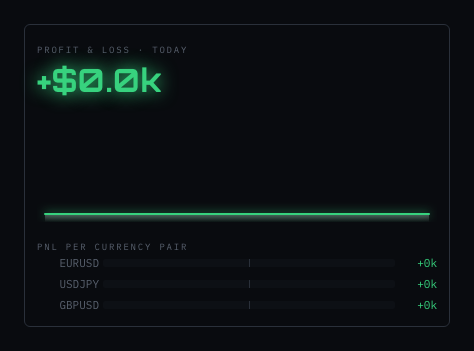 PROFIT & LOSS · TODAY
+$0.0k
PNL PER CURRENCY PAIR
EURUSD +0k
USDJPY +0k
GBPUSD +0k